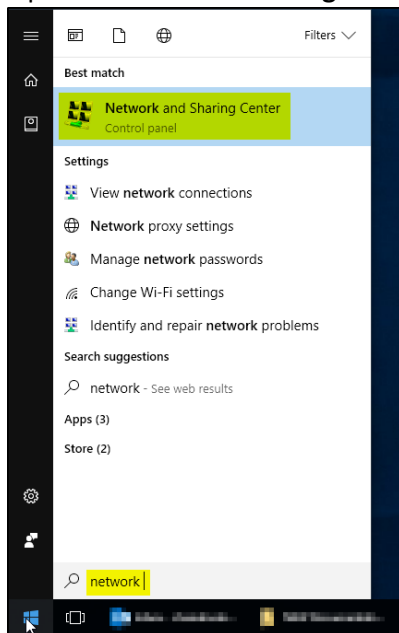 Filters
Best match
Network and Sharing Center
Control panel
Settings
View network connections
Network proxy settings
Manage network passwords
Change Wi-Fi settings
Identify and repair network problems
Search suggestions
network - See web results
Apps (3)
Store (2)
network